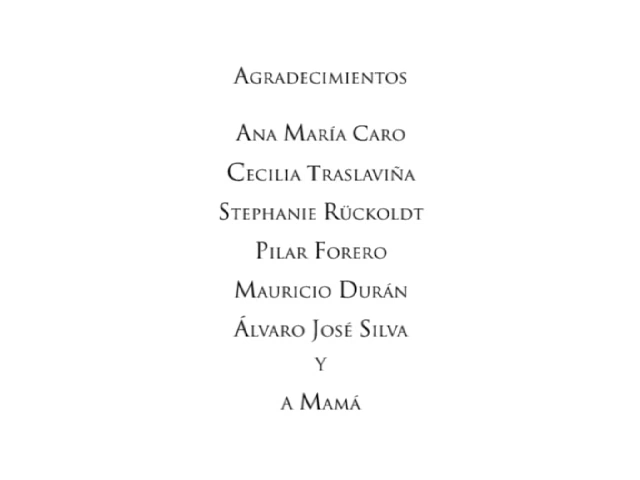 Agradecimientos
Ana María Caro
Cecilia Traslaviña
Stephanie Rückoldt
Pilar Forero
Mauricio Durán
Álvaro José Silva
y
a Mamá